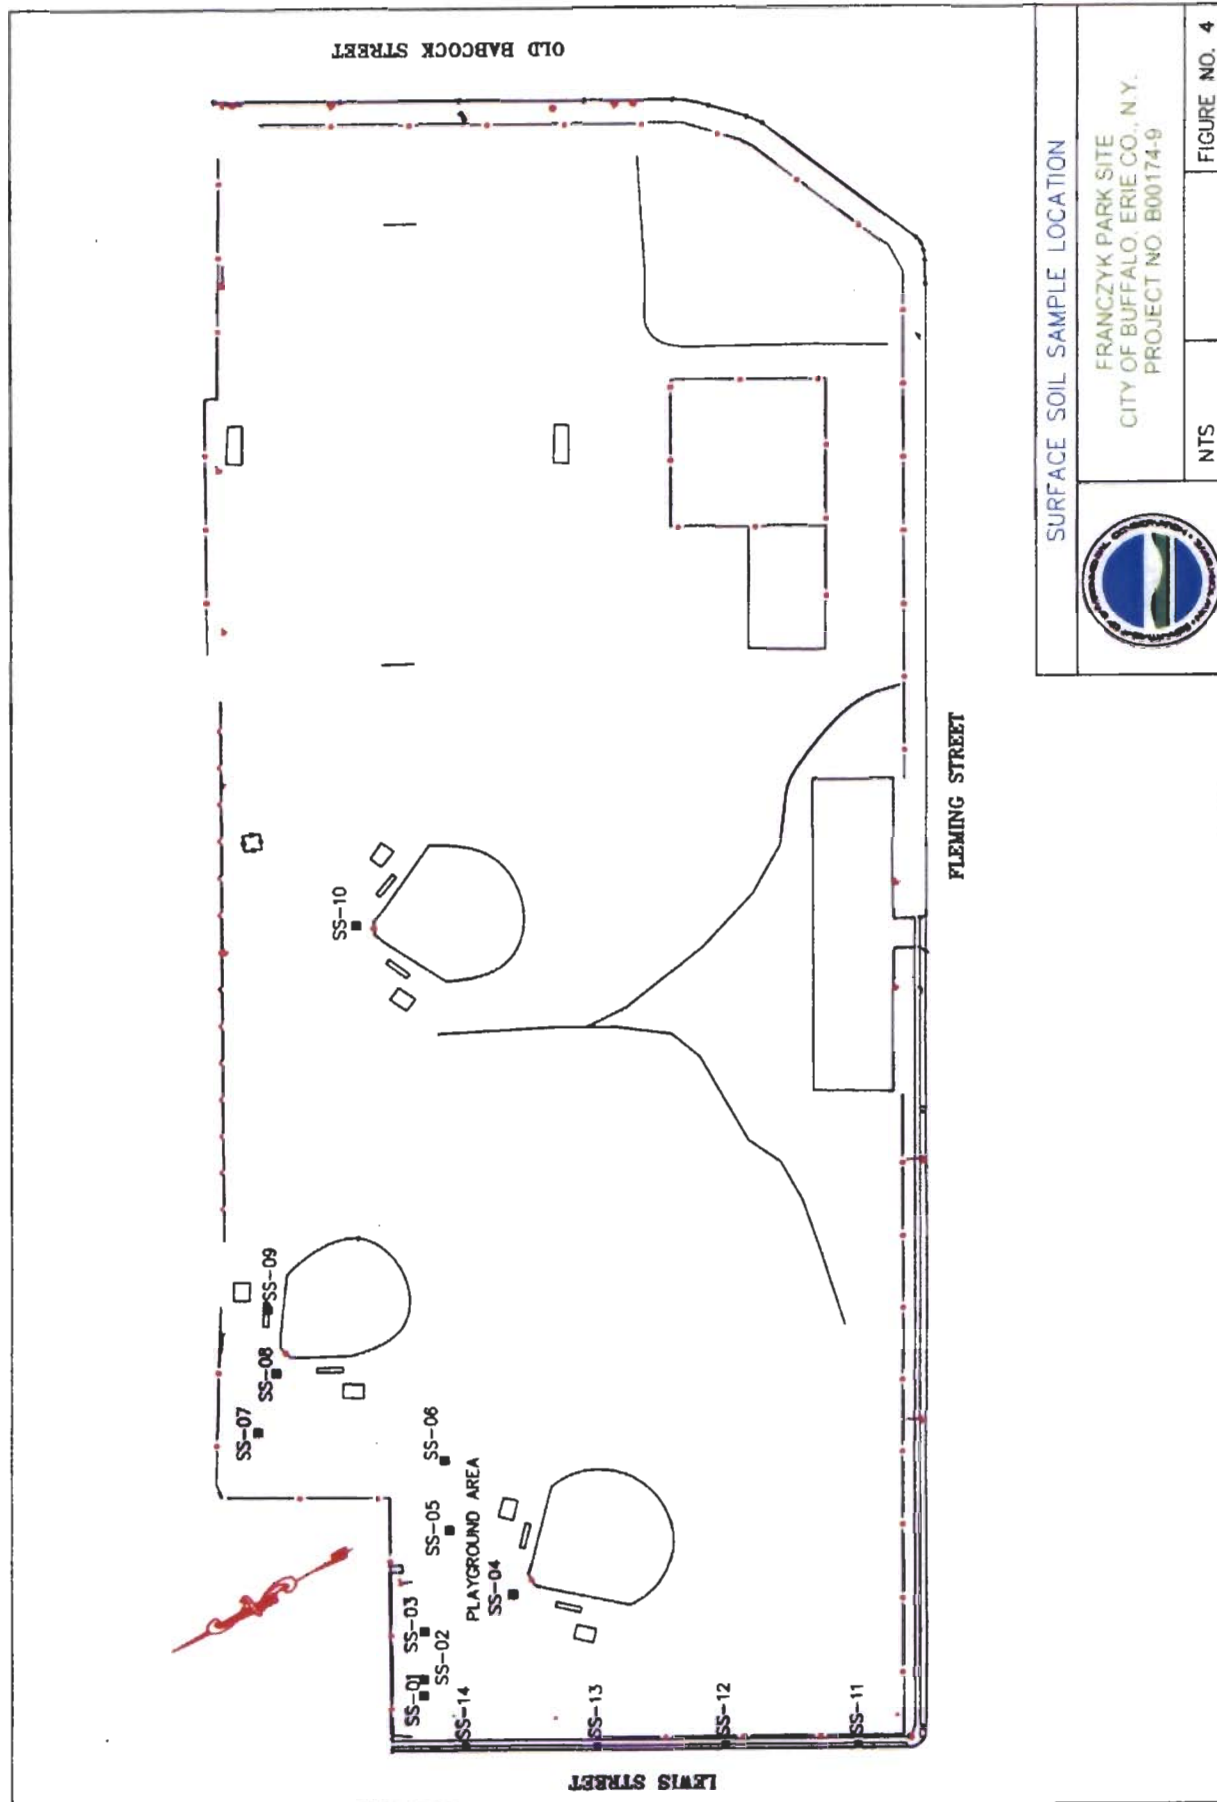 OLD BABCOCK STREET
SS-10
SS-09
SS-08
SS-07
SS-06
SS-05
PLAYGROUND AREA
SS-04
SS-03
SS-02
SS-01
SS-14
SS-13
SS-12
SS-11
LEWIS STREET
FLEMING STREET
SURFACE SOIL SAMPLE LOCATION
FRANCZYK PARK SITE
CITY OF BUFFALO, ERIE CO., N.Y.
PROJECT NO. B00174-9
NTS
FIGURE NO. 4